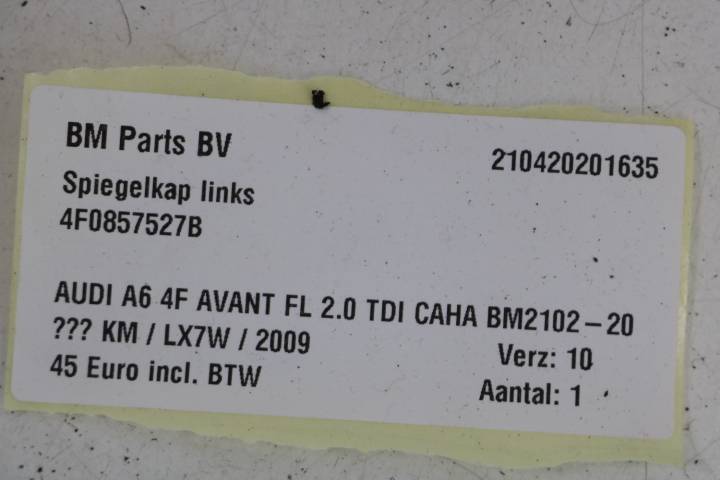 BM Parts BV
210420201635
Spiegelkap links
4F0857527B
AUDI A6 4F AVANT FL 2.0 TDI CAHA BM2102-20
??? KM / LX7W / 2009
Verz: 10
45 Euro incl. BTW
Aantal: 1